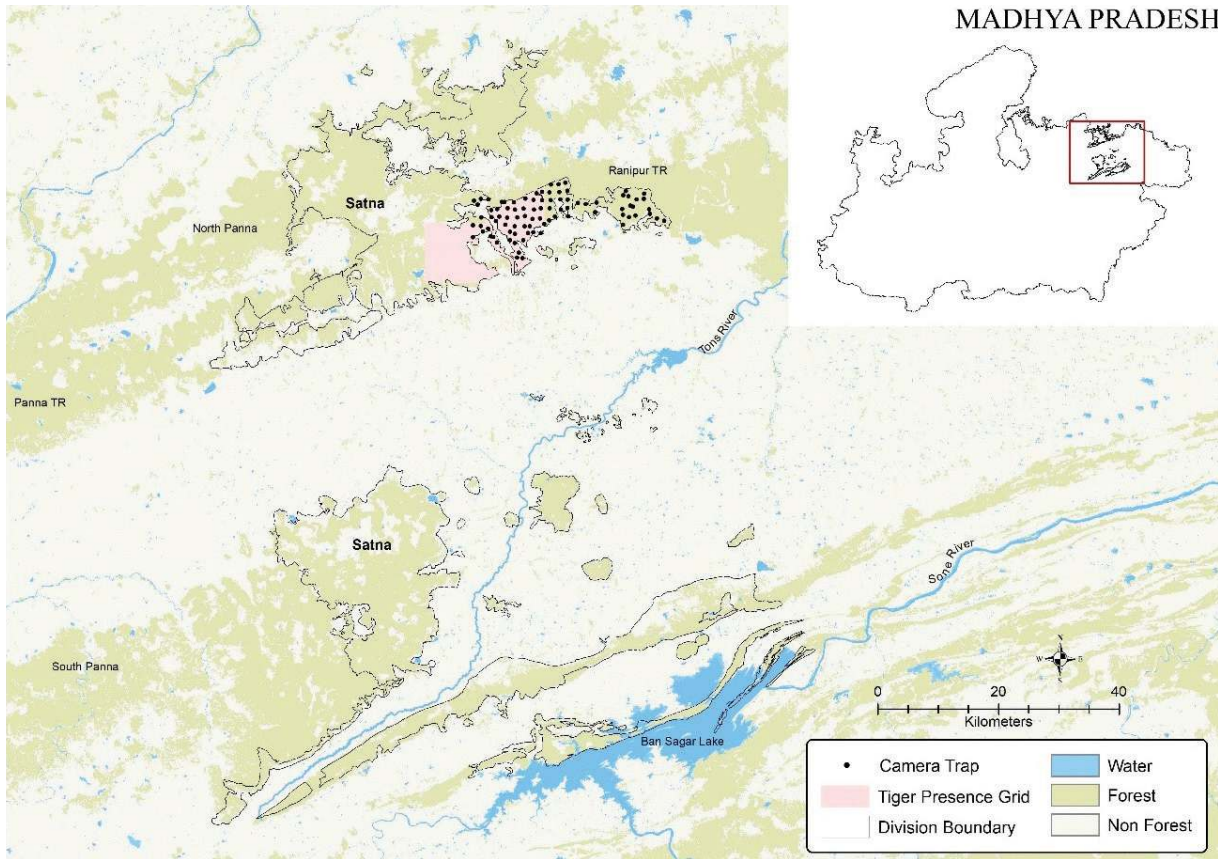 MADHYA PRADESH
Ranipur TR
Satna
North Panna
Tons River
Panna TR
Satna
Sone River
South Panna
N
W E
S
0 20 40
Kilometers
Ban Sagar Lake
Camera Trap
Tiger Presence Grid
Division Boundary
Water
Forest
Non Forest